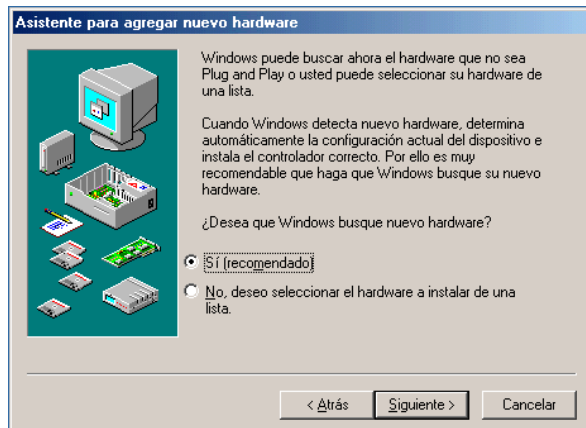 Asistente para agregar nuevo hardware
Windows puede buscar ahora el hardware que no sea
Plug and Play o usted puede seleccionar su hardware de
una lista.
Cuando Windows detecta nuevo hardware, determina
automáticamente la configuración actual del dispositivo e
instala el controlador correcto. Por ello es muy
recomendable que haga que Windows busque su nuevo
hardware.
¿Desea que Windows busque nuevo hardware?
Sí (recomendado)
No, deseo seleccionar el hardware a instalar de una
lista.
< Atrás Siguiente > Cancelar